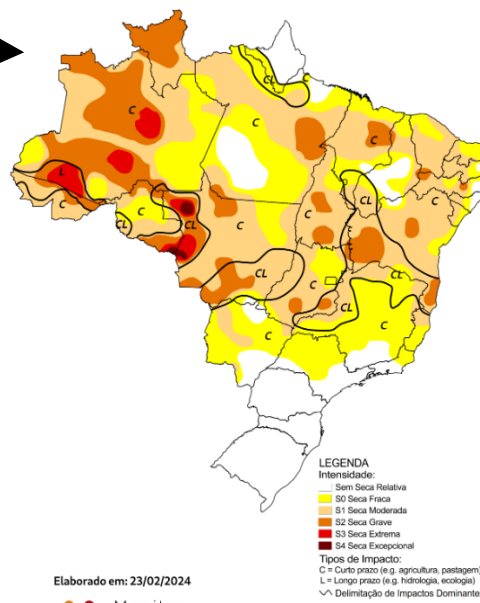 C
CL
C
C
L
C
C
CL
CL
C
C
CL
C
CL
CL
C
CL
C
C
LEGENDA
Intensidade:
Sem Seca Relativa
S0 Seca Fraca
S1 Seca Moderada
S2 Seca Grave
S3 Seca Extrema
S4 Seca Excepcional
Tipos de Impacto:
C = Curto prazo (e.g. agricultura, pastagem)
L = Longo prazo (e.g. hidrologia, ecologia)
Delimitação de Impactos Dominante
Elaborado em: 23/02/2024